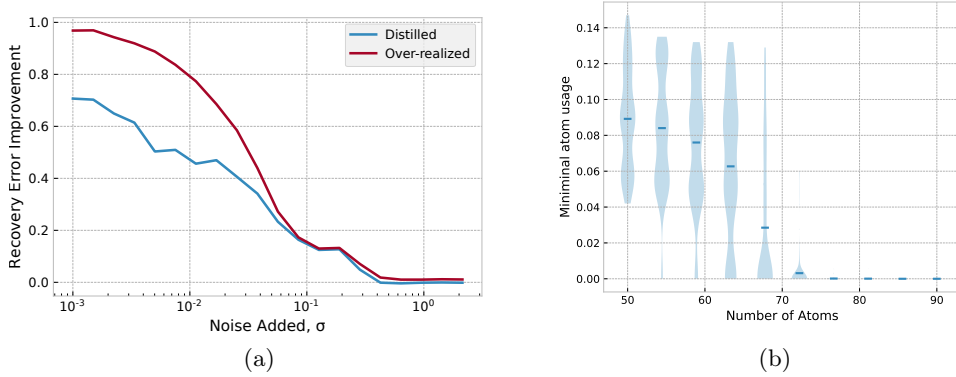 Recovery Error Improvement
1.0
0.8
0.6
0.4
0.2
0.0
Distilled
Over-realized
10⁻³
10⁻²
10⁻¹
10⁰
Noise Added, σ
(a)
Miniminal atom usage
0.14
0.12
0.10
0.08
0.06
0.04
0.02
0.00
50
60
70
80
90
Number of Atoms
(b)